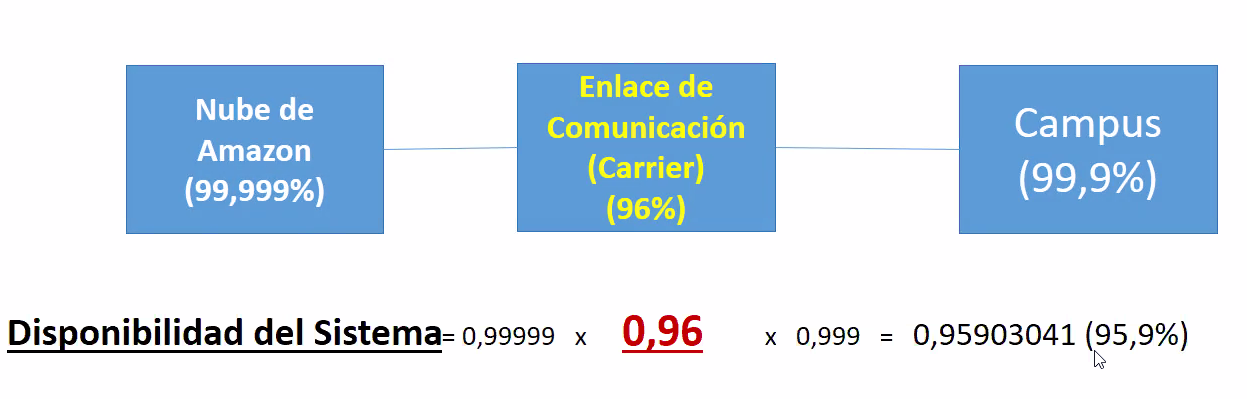 Nube de
Amazon
(99,999%)
Enlace de
Comunicación
(Carrier)
(96%)
Campus
(99,9%)
Disponibilidad del Sistema= 0,99999 x 0,96 x 0,999 = 0,95903041 (95,9%)